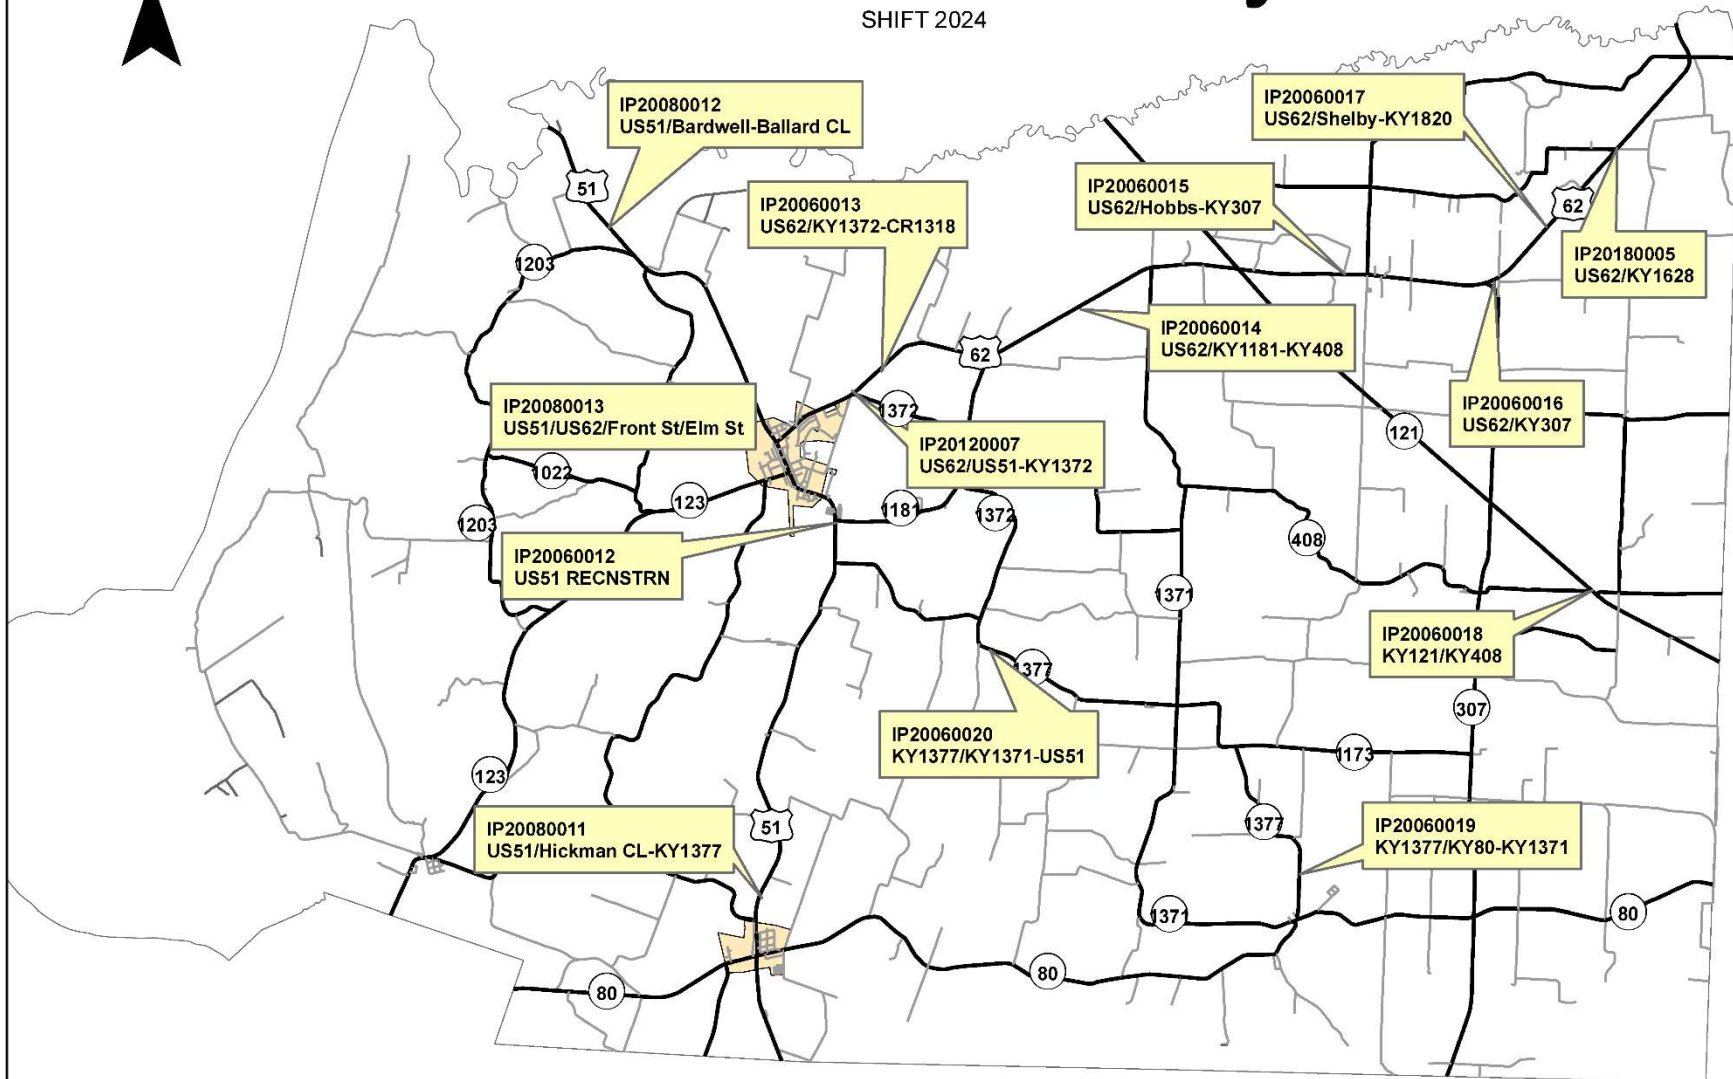 SHIFT 2024
IP20080012
US51/Bardwell-Ballard CL
IP20060017
US62/Shelby-KY1820
51
IP20060013
US62/KY1372-CR1318
IP20060015
US62/Hobbs-KY307
62
IP20180005
US62/KY1628
1203
IP20060014
US62/KY1181-KY408
62
IP20080013
US51/US62/Front St/Elm St
1372
IP20060016
US62/KY307
121
IP20120007
US62/US51-KY1372
1022
123
1181
1372
1203
408
IP20060012
US51 RECNSTRN
1371
IP20060018
KY121/KY408
1377
307
IP20060020
KY1377/KY1371-US51
1173
123
IP20080011
US51/Hickman CL-KY1377
51
1377
IP20060019
KY1377/KY80-KY1371
1371
80
80
80